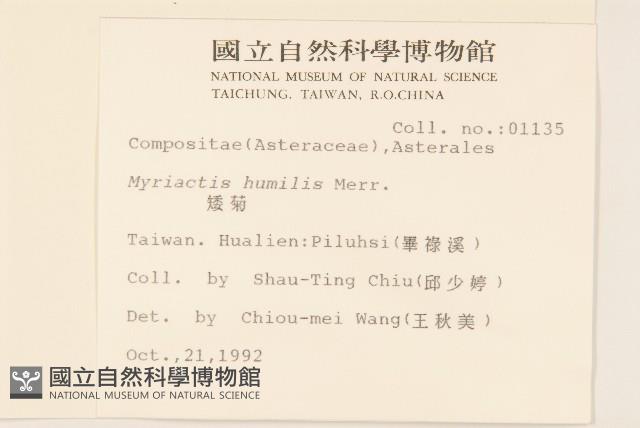 國立自然科學博物館
NATIONAL MUSEUM OF NATURAL SCIENCE
TAICHUNG, TAIWAN, R.O.CHINA
Coll. no.:01135
Compositae(Asteraceae),Asterales
Myriactis humilis Merr.
矮菊
Taiwan. Hualien:Piluhsi(畢祿溪)
Coll. by Shau-Ting Chiu(邱少婷)
Det. by Chiou-mei Wang(王秋美)
Oct.,21,1992
國立自然科學博物館
NATIONAL MUSEUM OF NATURAL SCIENCE